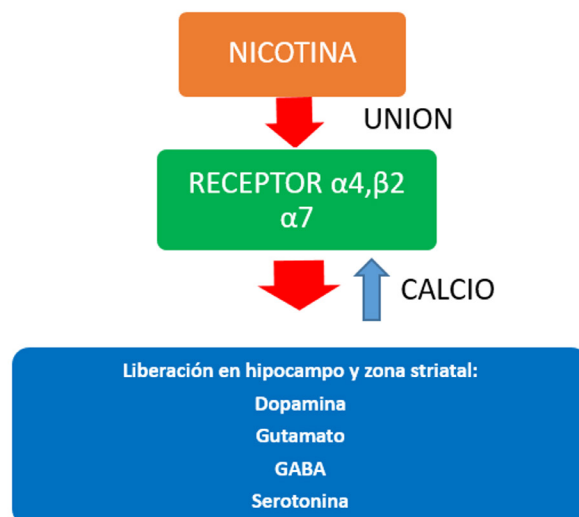 NICOTINA
UNION
RECEPTOR α4,β2
α7
CALCIO
Liberación en hipocampo y zona striatal:
Dopamina
Gutamato
GABA
Serotonina